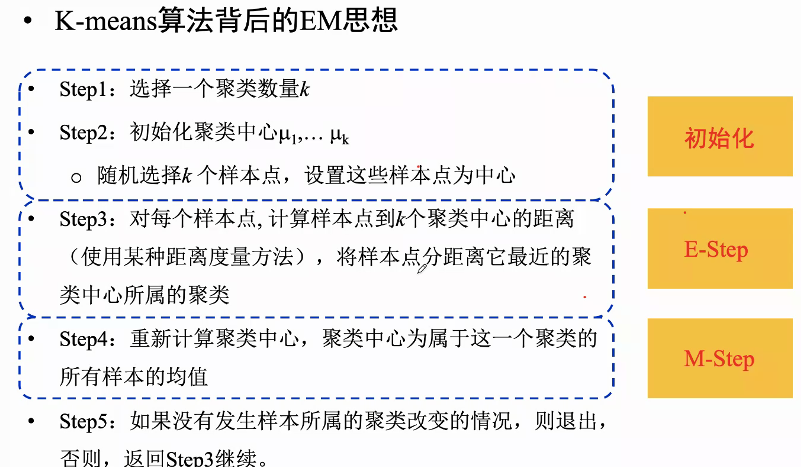 • K-means算法背后的EM思想
• Step1：选择一个聚类数量k
• Step2：初始化聚类中心μ1,… μk
o 随机选择k 个样本点，设置这些样本点为中心
初始化
• Step3：对每个样本点, 计算样本点到k个聚类中心的距离
（使用某种距离度量方法），将样本点分距离它最近的聚
类中心所属的聚类
E-Step
• Step4：重新计算聚类中心，聚类中心为属于这一个聚类的
所有样本的均值
M-Step
• Step5：如果没有发生样本所属的聚类改变的情况，则退出，
否则，返回Step3继续。